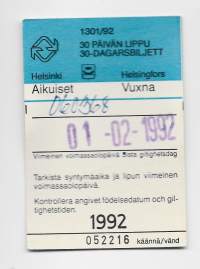 1301/92
30 PÄIVÄN LIPPU
30-DAGARSBILJETT
Helsinki Helsingfors
Aikuiset Vuxna
060568
01 -02- 1992
Viimeinen voimassaolopäivä Sista giltighetsdag
Tarkista syntymäaika ja lipun viimeinen
voimassaolopäivä.
Kontrollera angivet födelsedatum och gil-
tighetstiden.
1992
052216 käännä/vänd